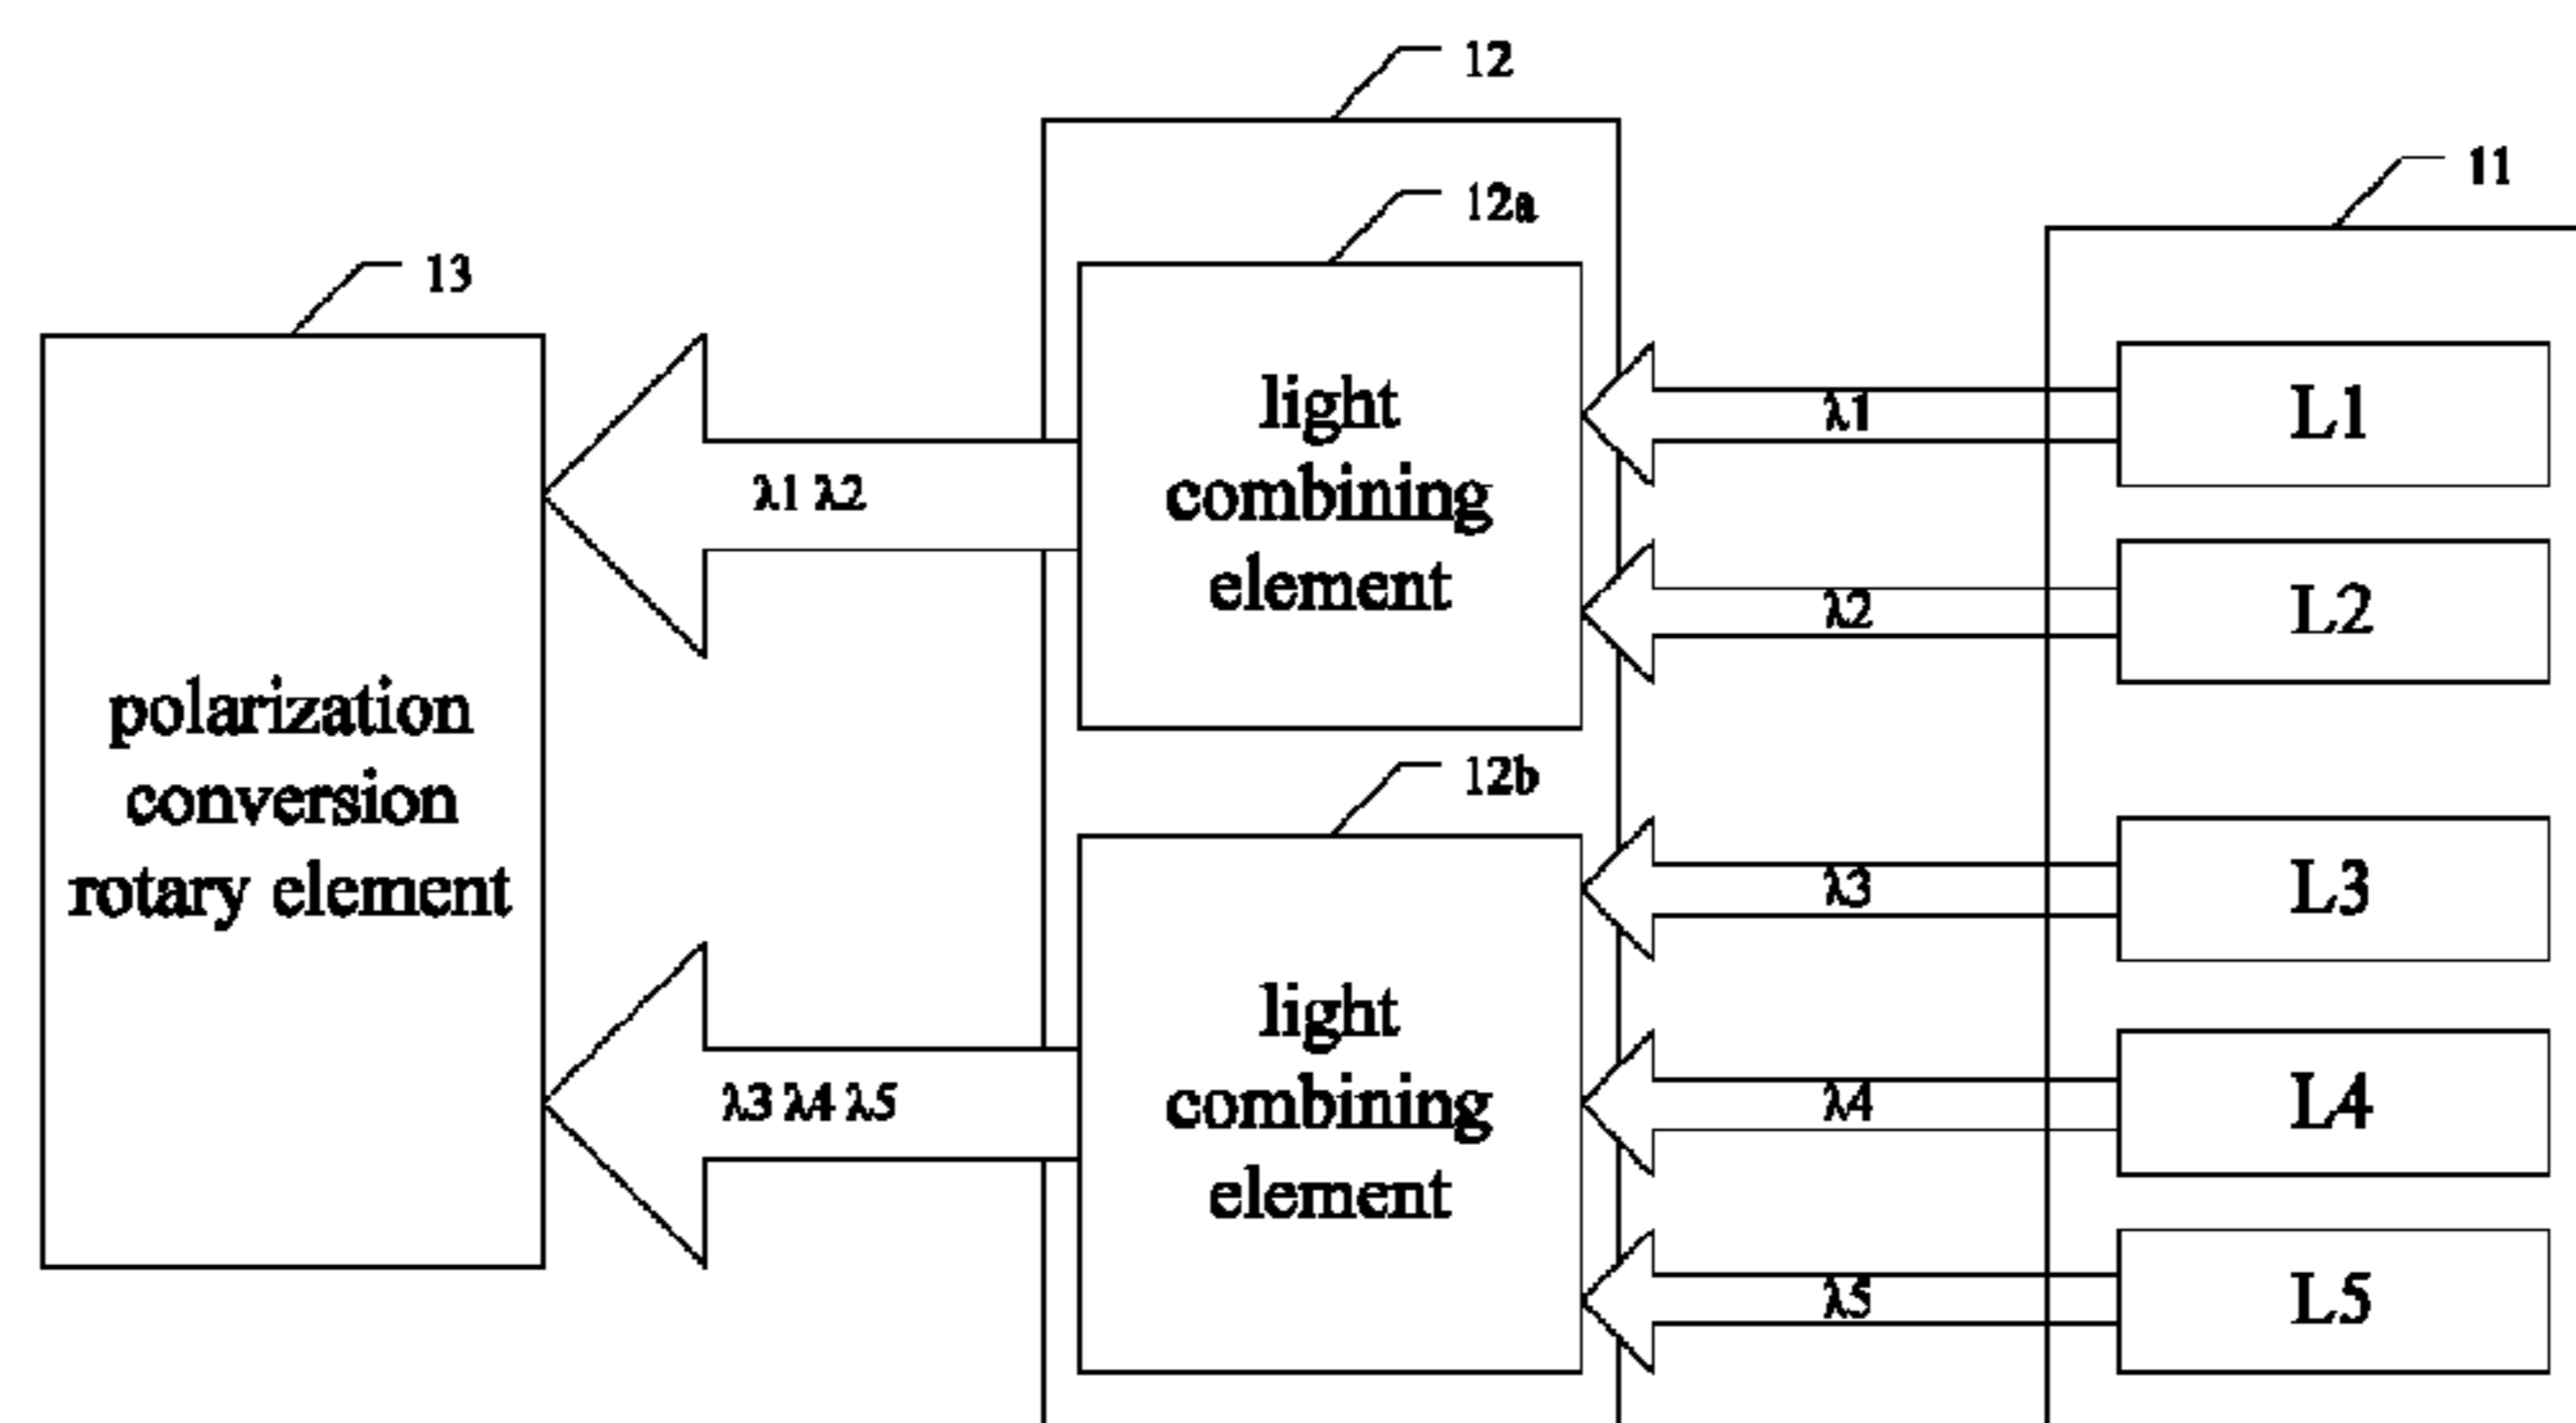 12
11
12a
13
light
combining
element
λ1
L1
λ1 λ2
λ2
L2
polarization
conversion
rotary element
12b
λ3
L3
light
combining
element
λ3 λ4 λ5
λ4
L4
λ5
L5